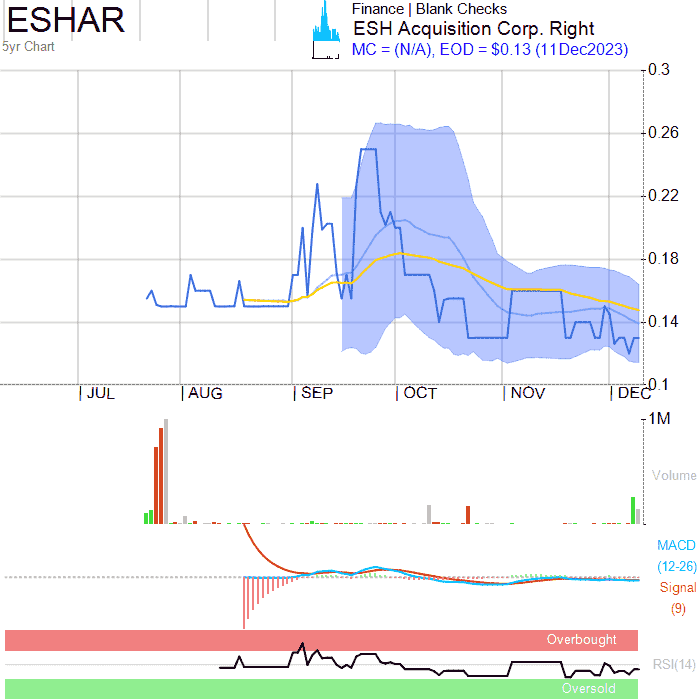 ESHAR
5yr Chart
Finance | Blank Checks
ESH Acquisition Corp. Right
MC = (N/A), EOD = $0.13 (11Dec2023)
0.3
0.26
0.22
0.18
0.14
0.1
| JUL | AUG | SEP | OCT | NOV | DEC
1M
Volume
MACD
(12-26)
Signal
(9)
Overbought
RSI(14)
Oversold